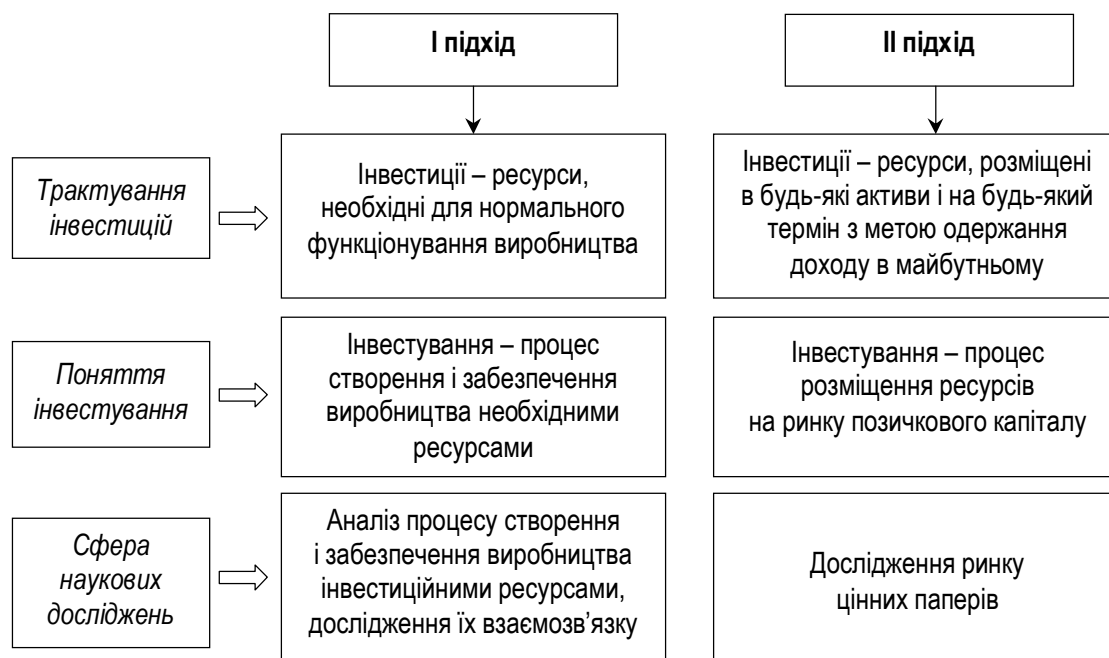 І підхід
ІІ підхід
Трактування
інвестицій
Інвестиції – ресурси,
необхідні для нормального
функціонування виробництва
Інвестиції – ресурси, розміщені
в будь-які активи і на будь-який
термін з метою одержання
доходу в майбутньому
Поняття
інвестування
Інвестування – процес
створення і забезпечення
виробництва необхідними
ресурсами
Інвестування – процес
розміщення ресурсів
на ринку позичкового капіталу
Сфера
наукових
досліджень
Аналіз процесу створення
і забезпечення виробництва
інвестиційними ресурсами,
дослідження їх взаємозв’язку
Дослідження ринку
цінних паперів